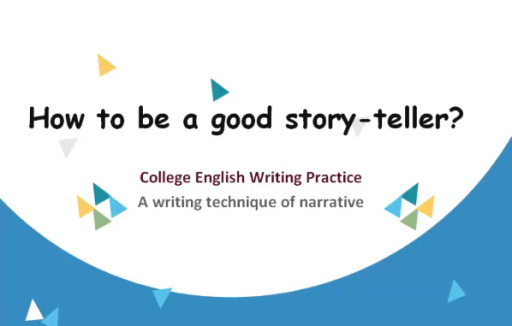 How to be a good story-teller?
College English Writing Practice
A writing technique of narrative